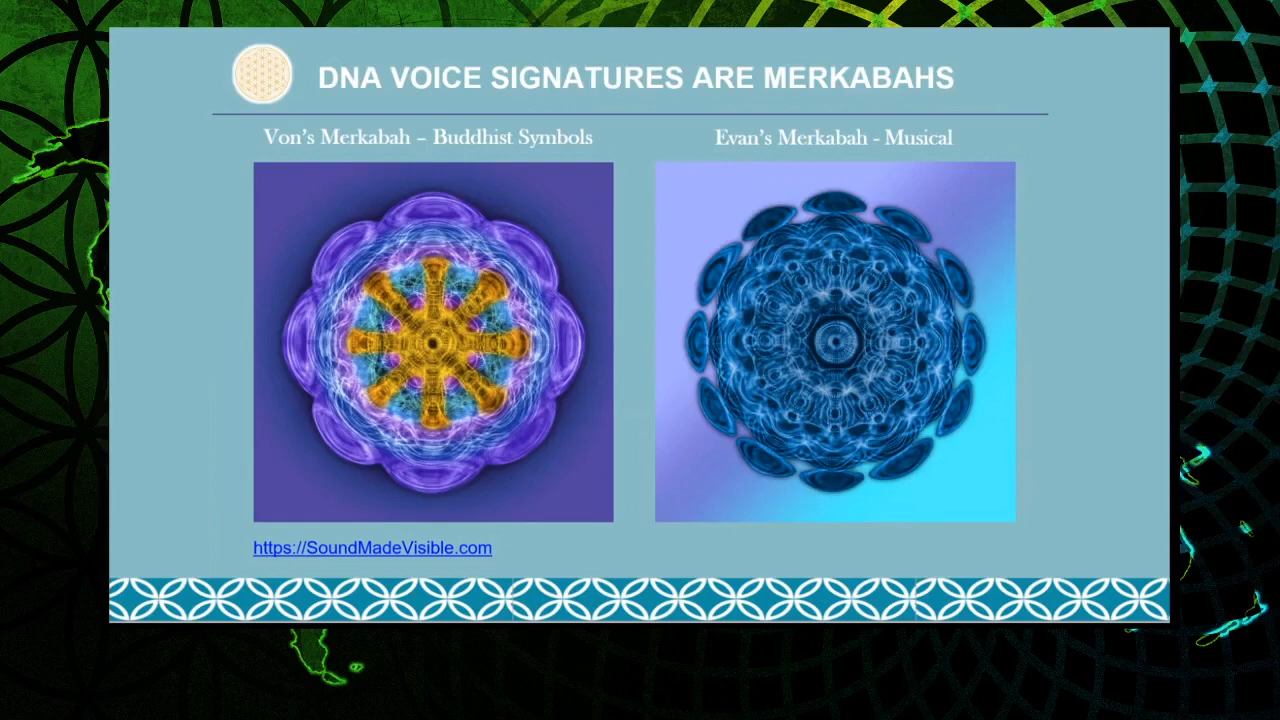 DNA VOICE SIGNATURES ARE MERKABAHS
Von's Merkabah – Buddhist Symbols
Evan's Merkabah - Musical
https://SoundMadeVisible.com